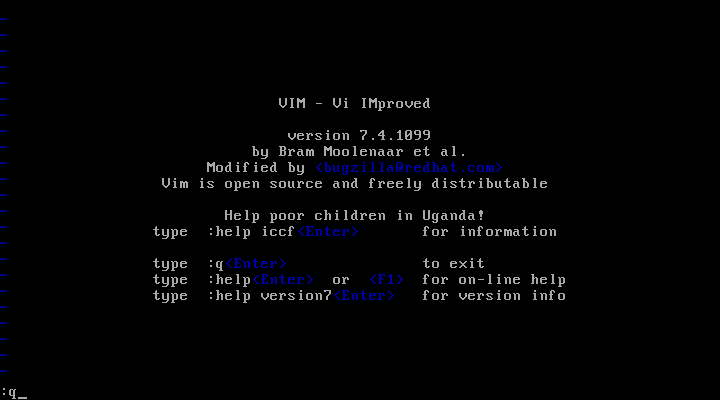 VIM - Vi IMproved
version 7.4.1099
by Bram Moolenaar et al.
Modified by <bugzilla@redhat.com>
Vim is open source and freely distributable
Help poor children in Uganda!
type :help iccf<Enter> for information
type :q<Enter> to exit
type :help<Enter> or <F1> for on-line help
type :help version7<Enter> for version info
:q_